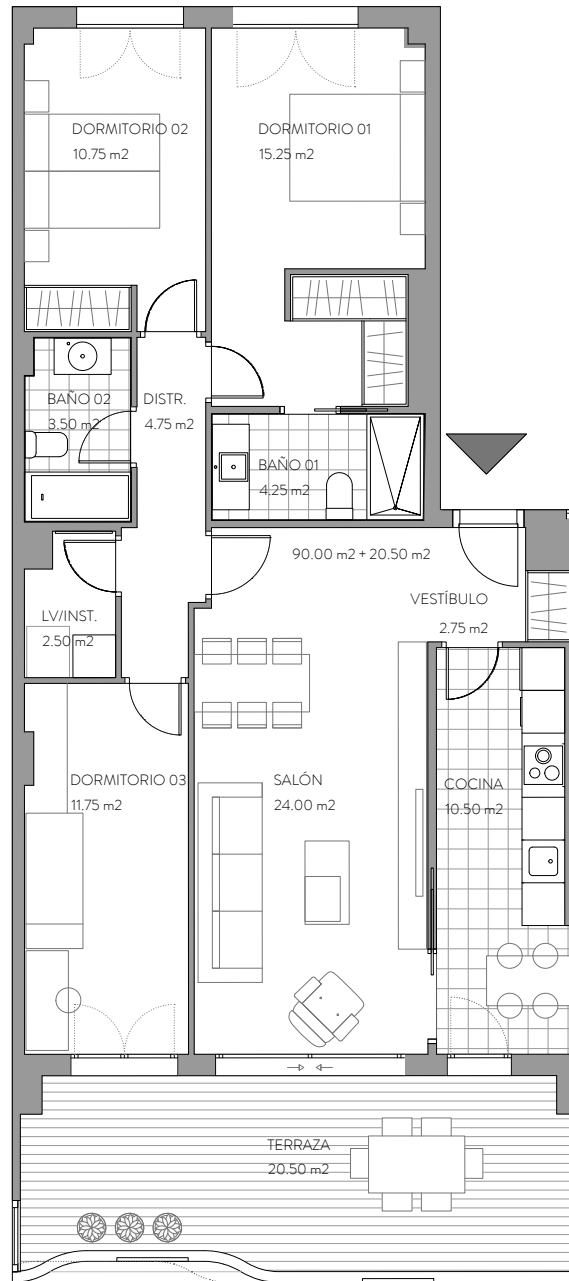 DORMITORIO 02
10.75 m2
DORMITORIO 01
15.25 m2
BAÑO 02
3.50 m2
DISTR.
4.75 m2
BAÑO 01
4.25 m2
90.00 m2 + 20.50 m2
VESTÍBULO
2.75 m2
LV/INST.
2.50 m2
DORMITORIO 03
11.75 m2
SALÓN
24.00 m2
COCINA
10.50 m2
TERRAZA
20.50 m2